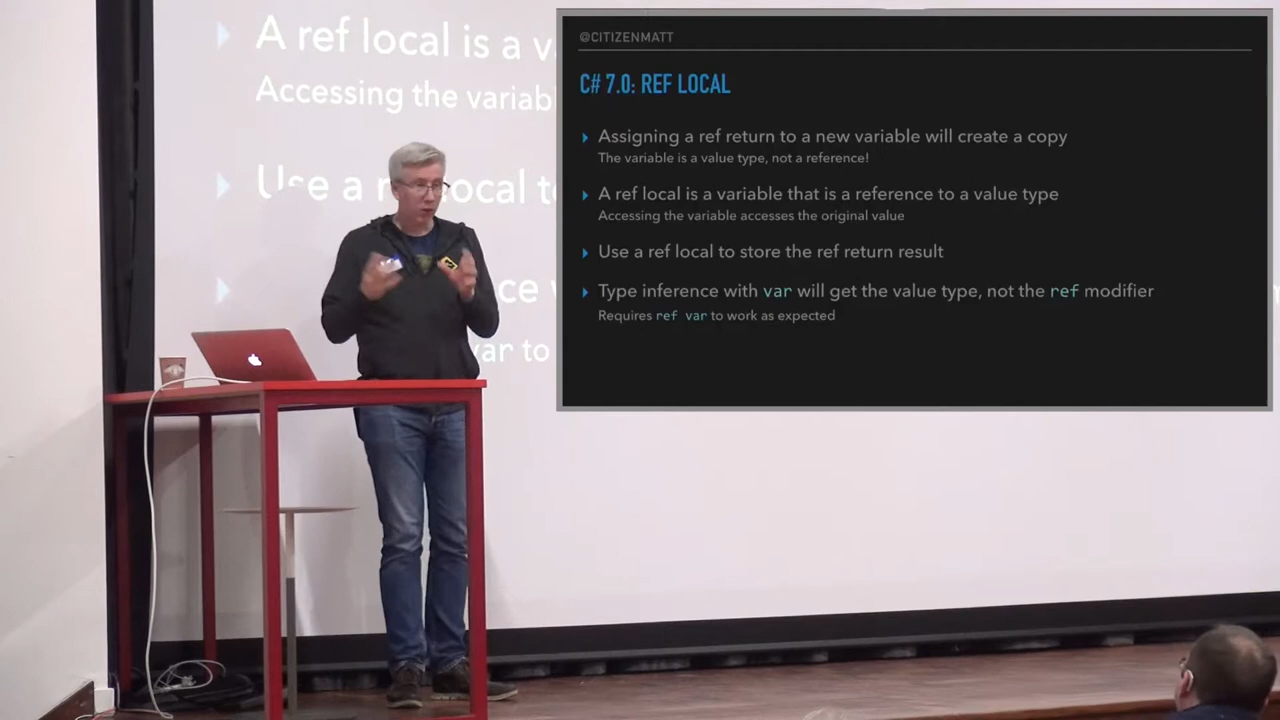 A ref local is a v
Accessing the variab
Use a r local t
ce v
var to
@CITIZENMATT
C# 7.0: REF LOCAL
Assigning a ref return to a new variable will create a copy
The variable is a value type, not a reference!
A ref local is a variable that is a reference to a value type
Accessing the variable accesses the original value
Use a ref local to store the ref return result
Type inference with var will get the value type, not the ref modifier
Requires ref var to work as expected